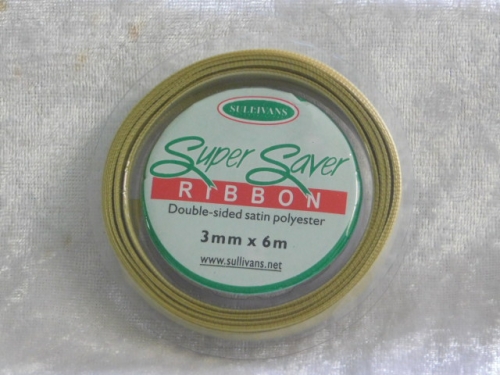 SULLIVANS
Super Saver
RIBBON
Double-sided satin polyester
3mm x 6m
www.sullivans.net